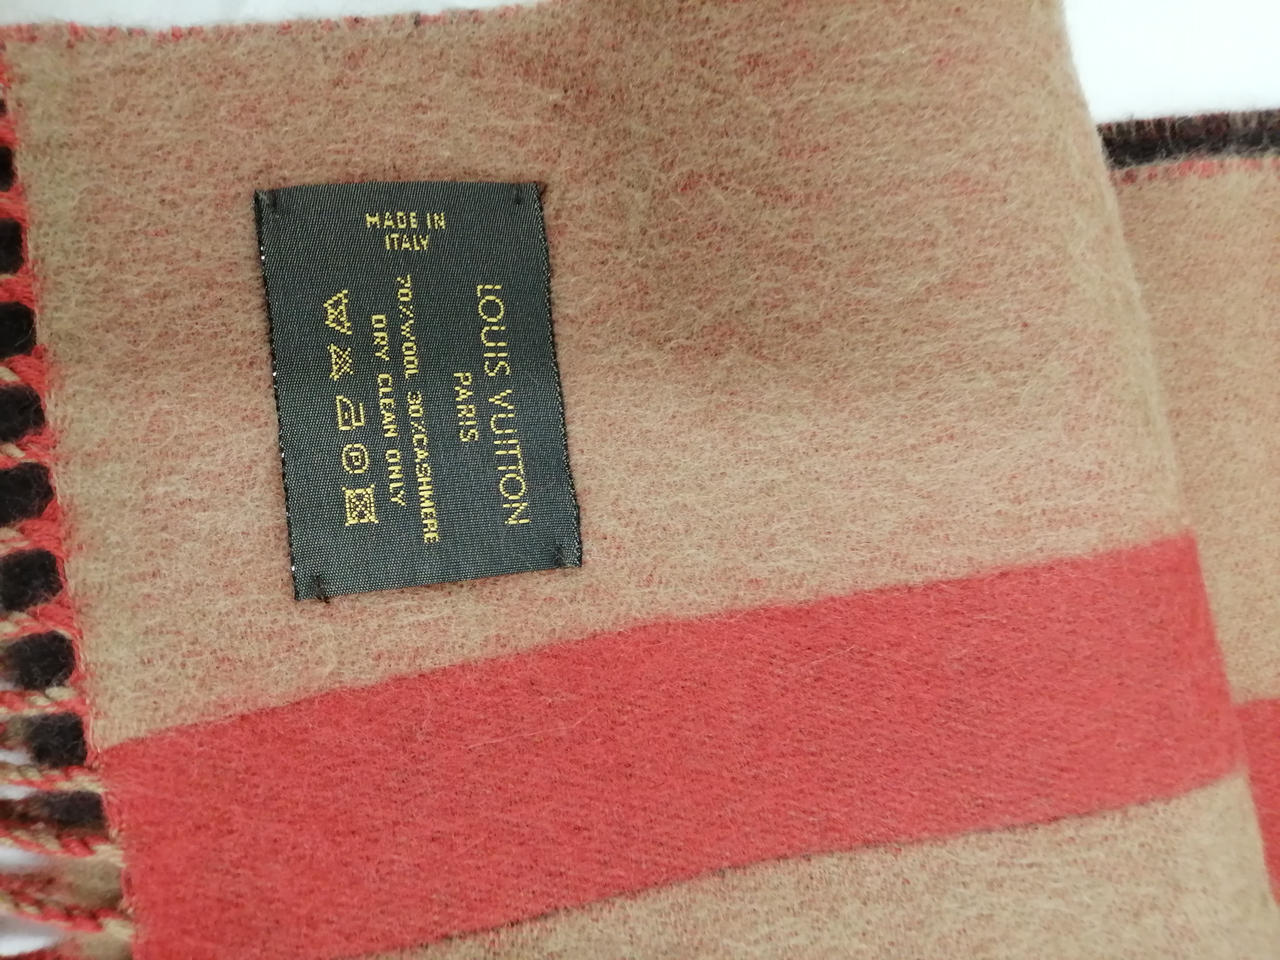 LOUIS VUITTON
PARIS
70%WOOL 30%CASHMERE
DRY CLEAN ONLY
P
MADE IN
ITALY